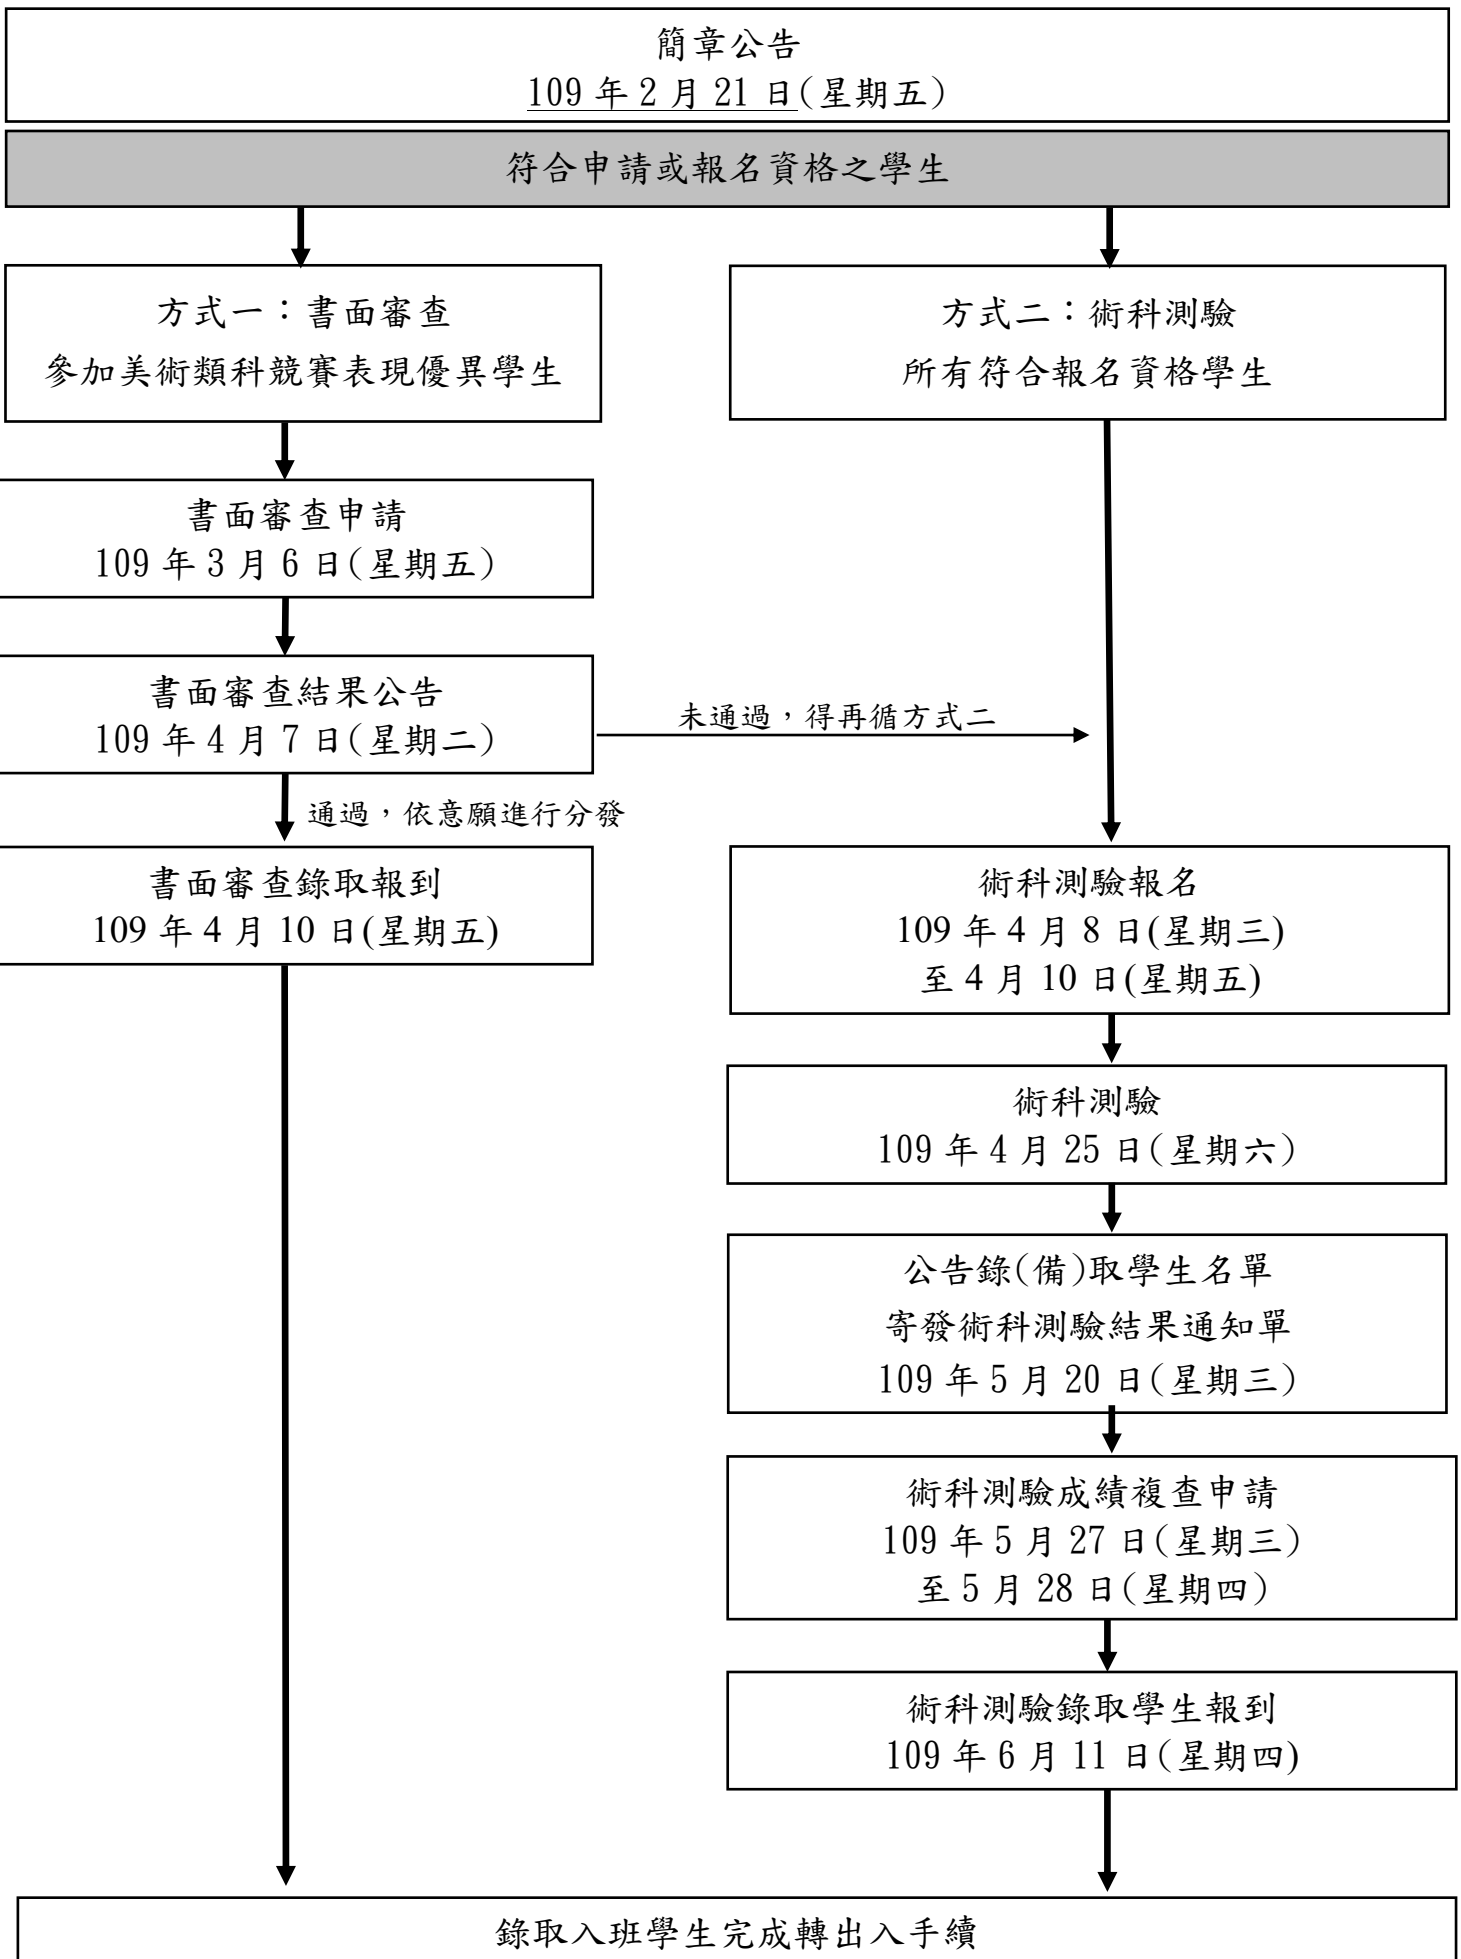 簡章公告
109 年 2 月 21 日(星期五)
符合申請或報名資格之學生
方式一：書面審查
參加美術類科競賽表現優異學生
書面審查申請
109 年 3 月 6 日(星期五)
書面審查結果公告
109 年 4 月 7 日(星期二)
未通過，得再循方式二
通過，依意願進行分發
書面審查錄取報到
109 年 4 月 10 日(星期五)
方式二：術科測驗
所有符合報名資格學生
術科測驗報名
109 年 4 月 8 日(星期三)
至 4 月 10 日(星期五)
術科測驗
109 年 4 月 25 日(星期六)
公告錄(備)取學生名單
寄發術科測驗結果通知單
109 年 5 月 20 日(星期三)
術科測驗成績複查申請
109 年 5 月 27 日(星期三)
至 5 月 28 日(星期四)
術科測驗錄取學生報到
109 年 6 月 11 日(星期四)
錄取入班學生完成轉出入手續